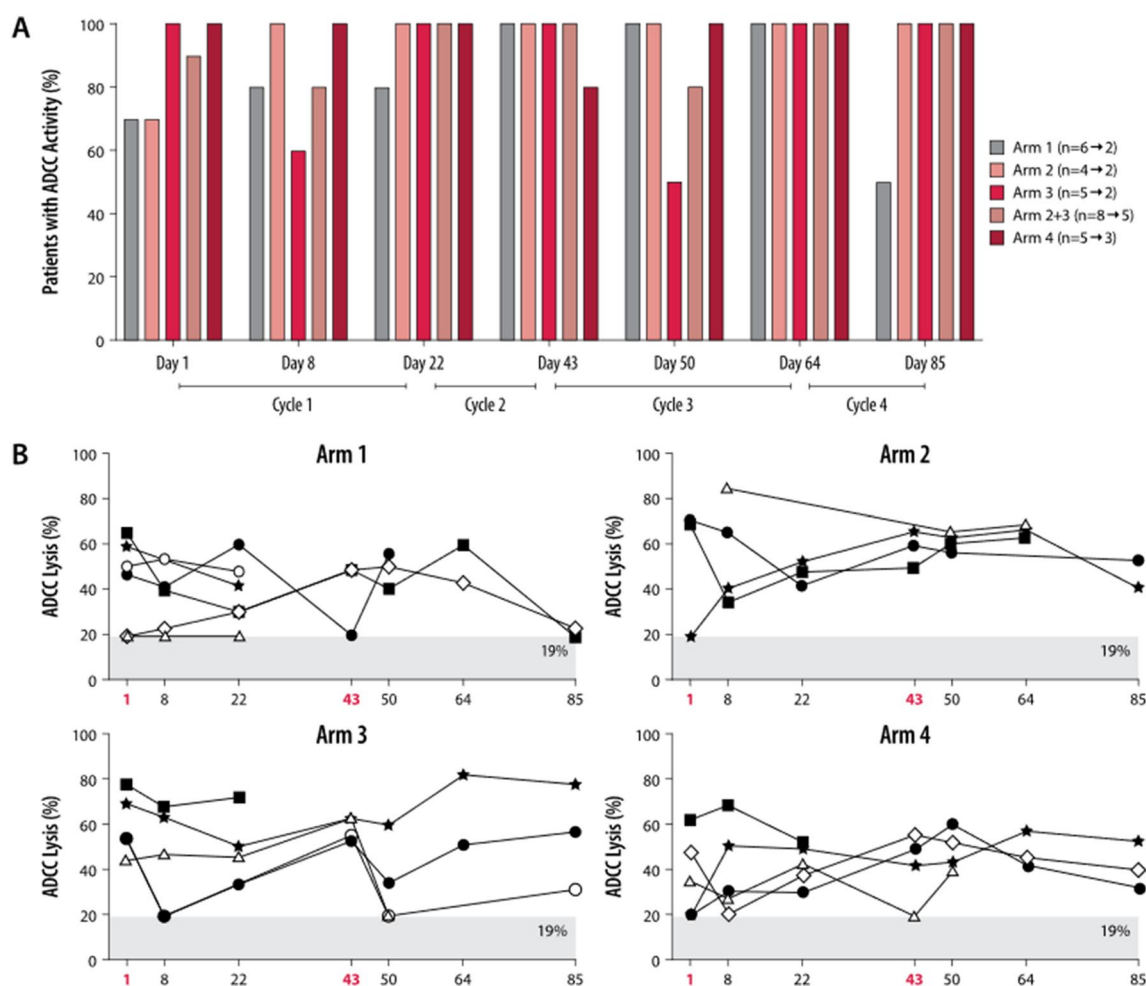 A
Patients with ADCC Activity (%)
100
80
60
40
20
0
Day 1 Day 8 Day 22 Day 43 Day 50 Day 64 Day 85
Cycle 1 Cycle 2 Cycle 3 Cycle 4
Arm 1 (n=6→2)
Arm 2 (n=4→2)
Arm 3 (n=5→2)
Arm 2+3 (n=8→5)
Arm 4 (n=5→3)
B
Arm 1
ADCC Lysis (%)
100
80
60
40
20
0
19%
1 8 22 43 50 64 85
Arm 2
ADCC Lysis (%)
100
80
60
40
20
0
19%
1 8 22 43 50 64 85
Arm 3
ADCC Lysis (%)
100
80
60
40
20
0
19%
1 8 22 43 50 64 85
Arm 4
ADCC Lysis (%)
100
80
60
40
20
0
19%
1 8 22 43 50 64 85